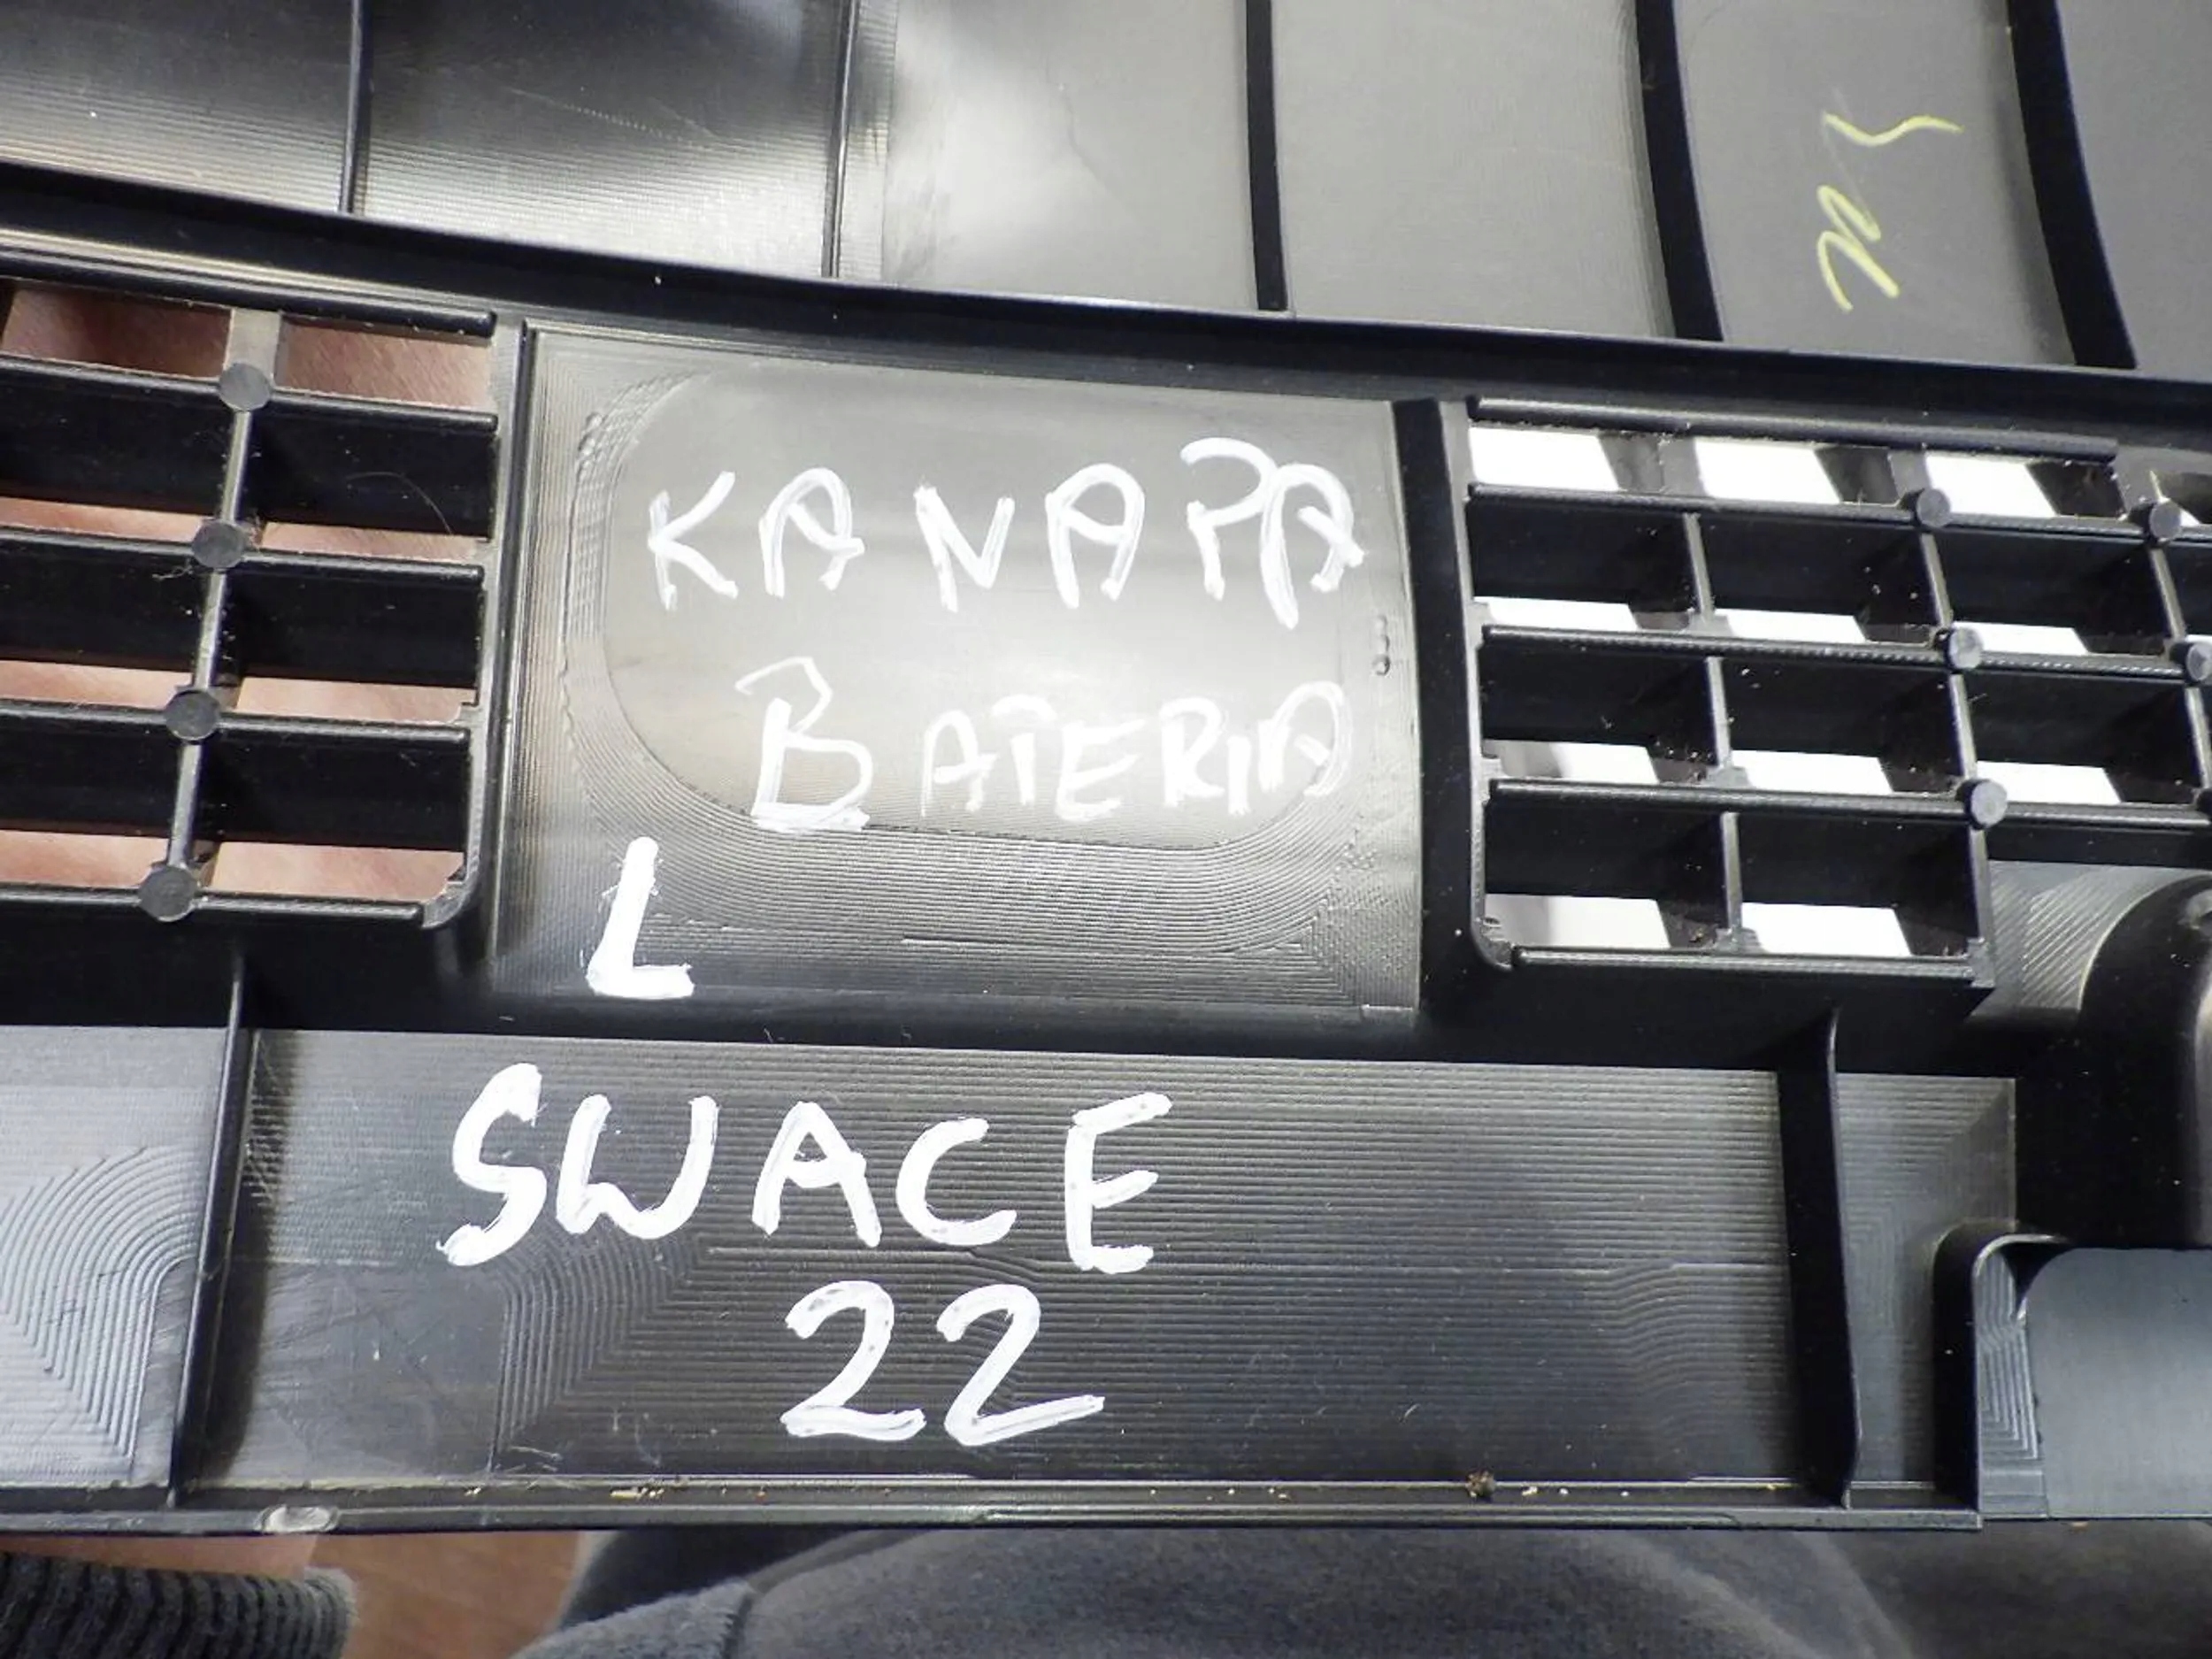 KANAPA
BATERIA
L
SWACE
22